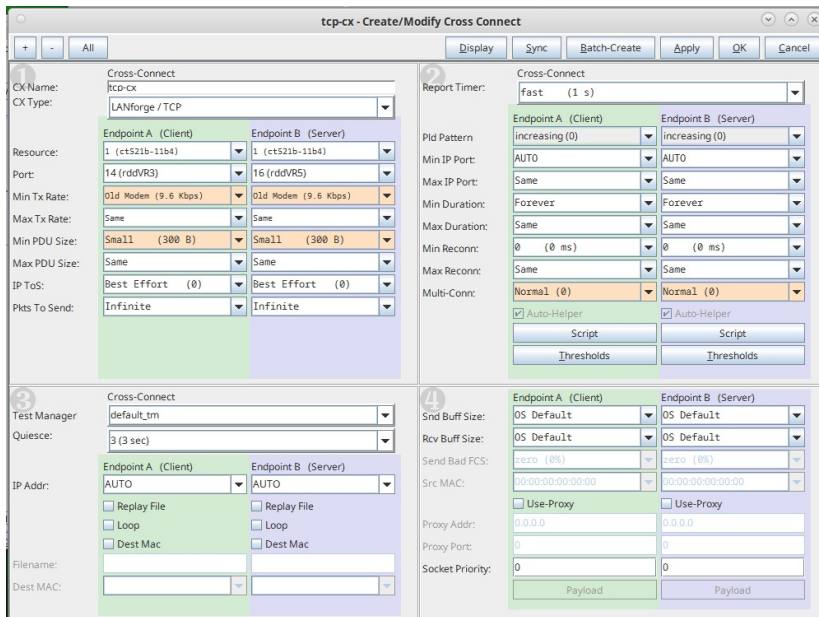 tcp-cx - Create/Modify Cross Connect
+ - All Display Sync Batch-Create Apply OK Cancel
1
Cross-Connect
CX Name: tcp-cx
CX Type: LANforge / TCP
Endpoint A (Client) Endpoint B (Server)
Resource: 1 (ct521b-11b4) 1 (ct521b-11b4)
Port: 14 (rddVR3) 16 (rddVR5)
Min Tx Rate: Old Modem (9.6 Kbps) Old Modem (9.6 Kbps)
Max Tx Rate: Same Same
Min PDU Size: Small (300 B) Small (300 B)
Max PDU Size: Same Same
IP ToS: Best Effort (0) Best Effort (0)
Pkts To Send: Infinite Infinite
2
Cross-Connect
Report Timer: fast (1 s)
Endpoint A (Client) Endpoint B (Server)
Pld Pattern increasing (0) increasing (0)
Min IP Port: AUTO AUTO
Max IP Port: Same Same
Min Duration: Forever Forever
Max Duration: Same Same
Min Reconn: 0 (0 ms) 0 (0 ms)
Max Reconn: Same Same
Multi-Conn: Normal (0) Normal (0)
Auto-Helper Auto-Helper
Script Script
Thresholds Thresholds
3
Cross-Connect
Test Manager default_tm
Quiesce: 3 (3 sec)
Endpoint A (Client) Endpoint B (Server)
IP Addr: AUTO AUTO
Replay File Replay File
Loop Loop
Dest Mac Dest Mac
Filename:
Dest MAC:
4
Endpoint A (Client) Endpoint B (Server)
Snd Buff Size: OS Default OS Default
Rcv Buff Size: OS Default OS Default
Send Bad FCS: zero (0%) zero (0%)
Src MAC: 00:00:00:00:00:00 00:00:00:00:00:00
Use-Proxy Use-Proxy
Proxy Addr: 0.0.0.0 0.0.0.0
Proxy Port: 0 0
Socket Priority: 0 0
Payload Payload